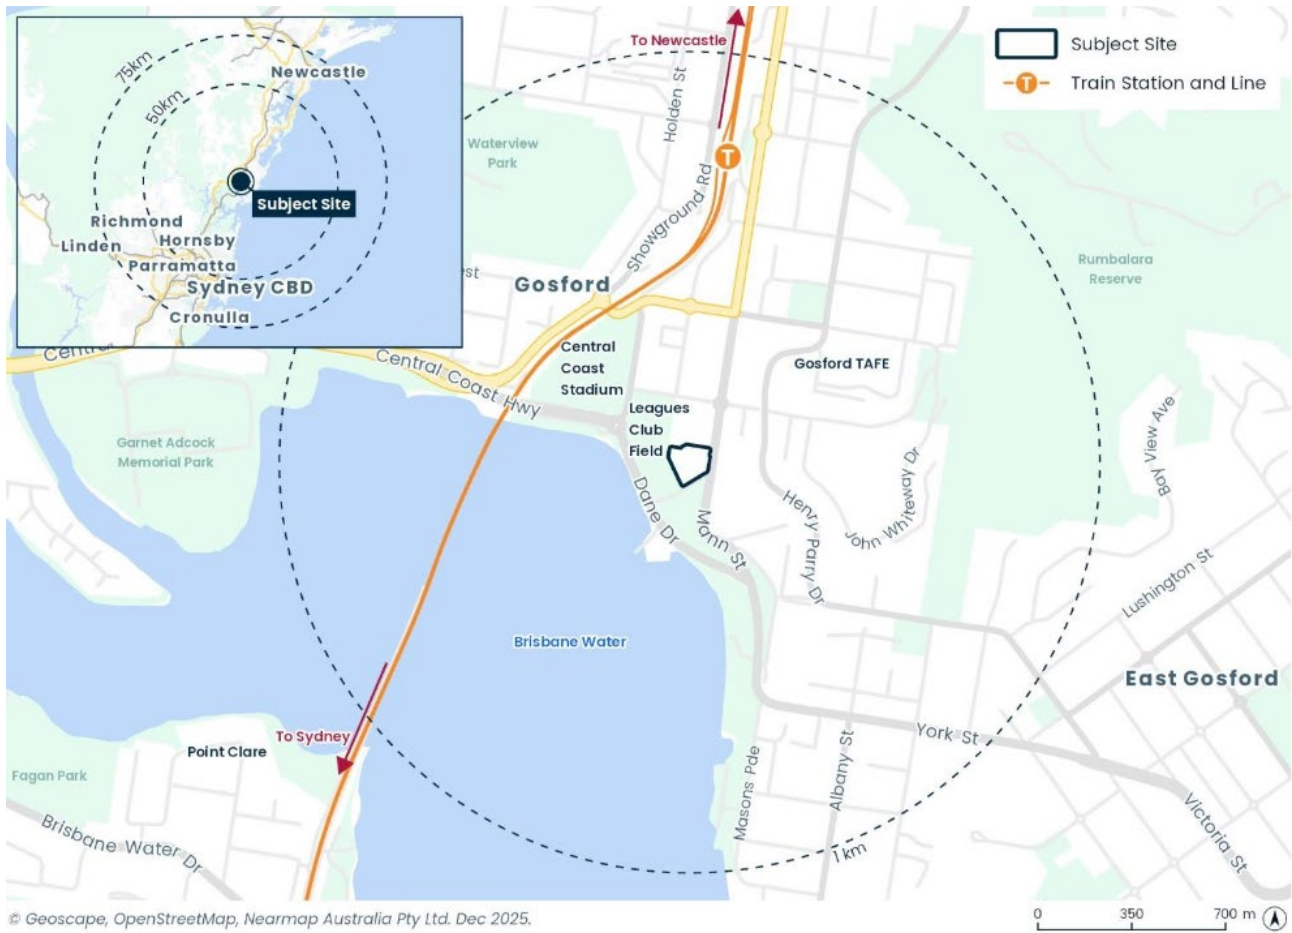 75km
50km
Newcastle
Subject Site
Richmond
Linden
Hornsby
Parramatta
Sydney CBD
Cronulla
To Newcastle
Subject Site
T
Train Station and Line
Holden St
Waterview
Park
T
Showground Rd
Rumbalara
Reserve
est
Gosford
Central
Central Coast Hwy
Central
Coast
Stadium
Gosford TAFE
Leagues
Club
Field
Garnet Adcock
Memorial Park
Bay View Ave
John Whiteway Dr
Henry Parry Dr
Dane Dr
Mann St
Lushington St
Brisbane Water
East Gosford
York St
To Sydney
Point Clare
Fagan Park
Masons Pde
Albany St
Victoria St
Brisbane Water Dr
1 km
© Geoscape, OpenStreetMap, Nearmap Australia Pty Ltd. Dec 2025.
0 350 700 m